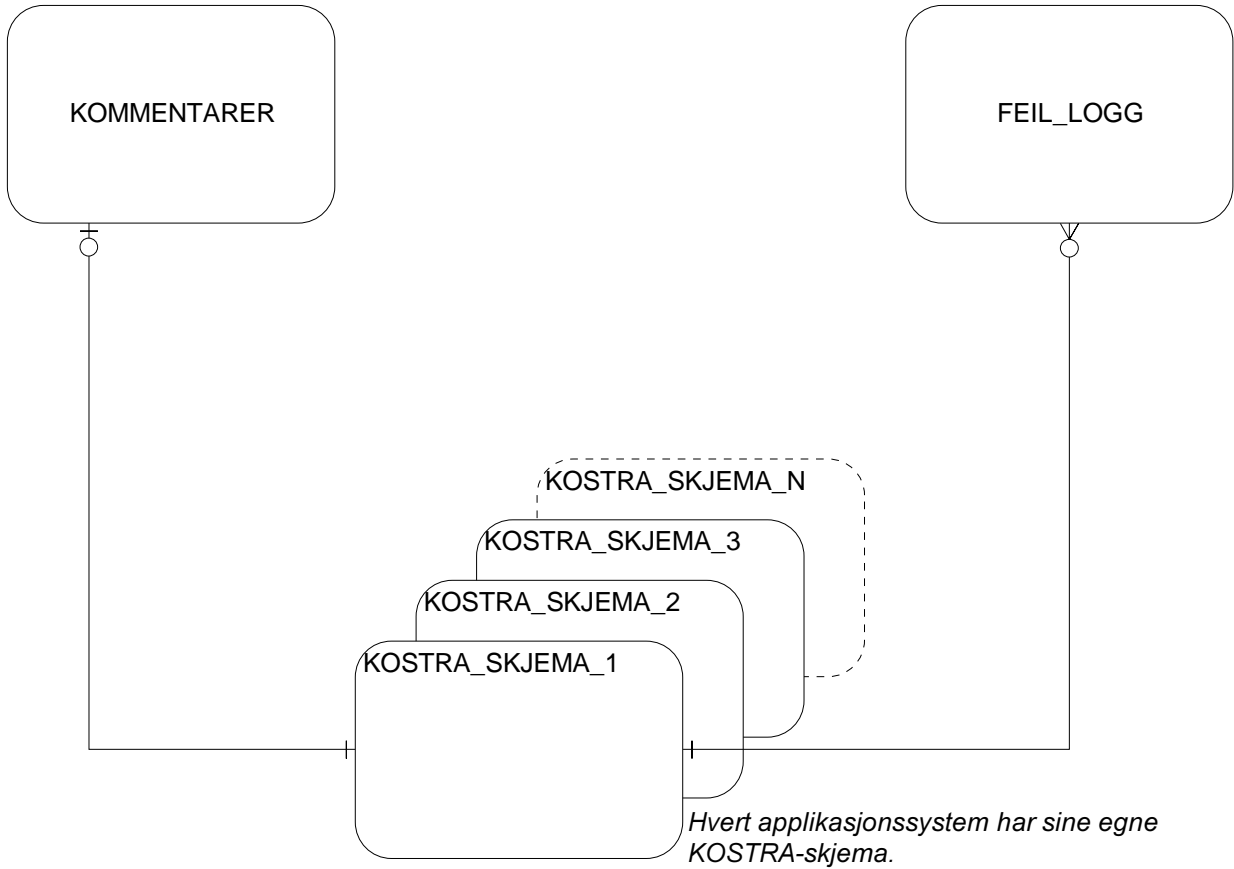 KOMMENTARER
FEIL_LOGG
KOSTRA_SKJEMA_N
KOSTRA_SKJEMA_3
KOSTRA_SKJEMA_2
KOSTRA_SKJEMA_1
Hvert applikasjonssystem har sine egne
KOSTRA-skjema.